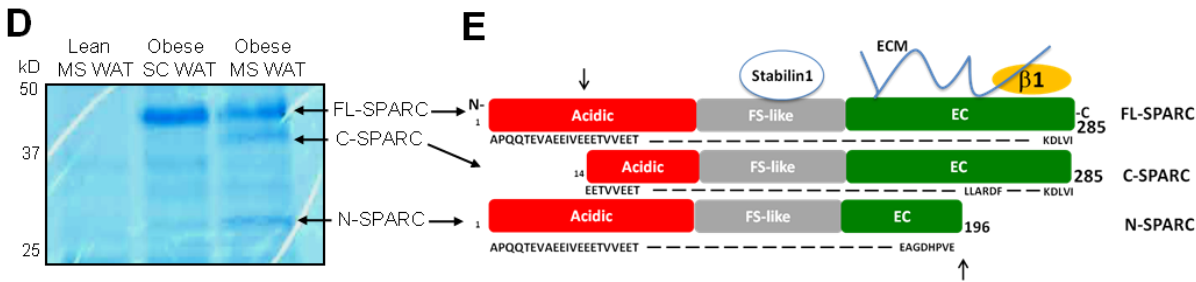 D
Lean
MS WAT
Obese
SC WAT
Obese
MS WAT
kD
50
37
25
FL-SPARC
C-SPARC
N-SPARC
E
ECM
Stabilin1
β1
N-
1
Acidic
FS-like
EC
-C
285
FL-SPARC
APQQTEVAEEIVEEETVVEET
KDLVI
14
Acidic
FS-like
EC
285
C-SPARC
EETVVEET
LLARDF
KDLVI
1
Acidic
FS-like
EC
196
N-SPARC
APQQTEVAEEIVEEETVVEET
EAGDHPVE